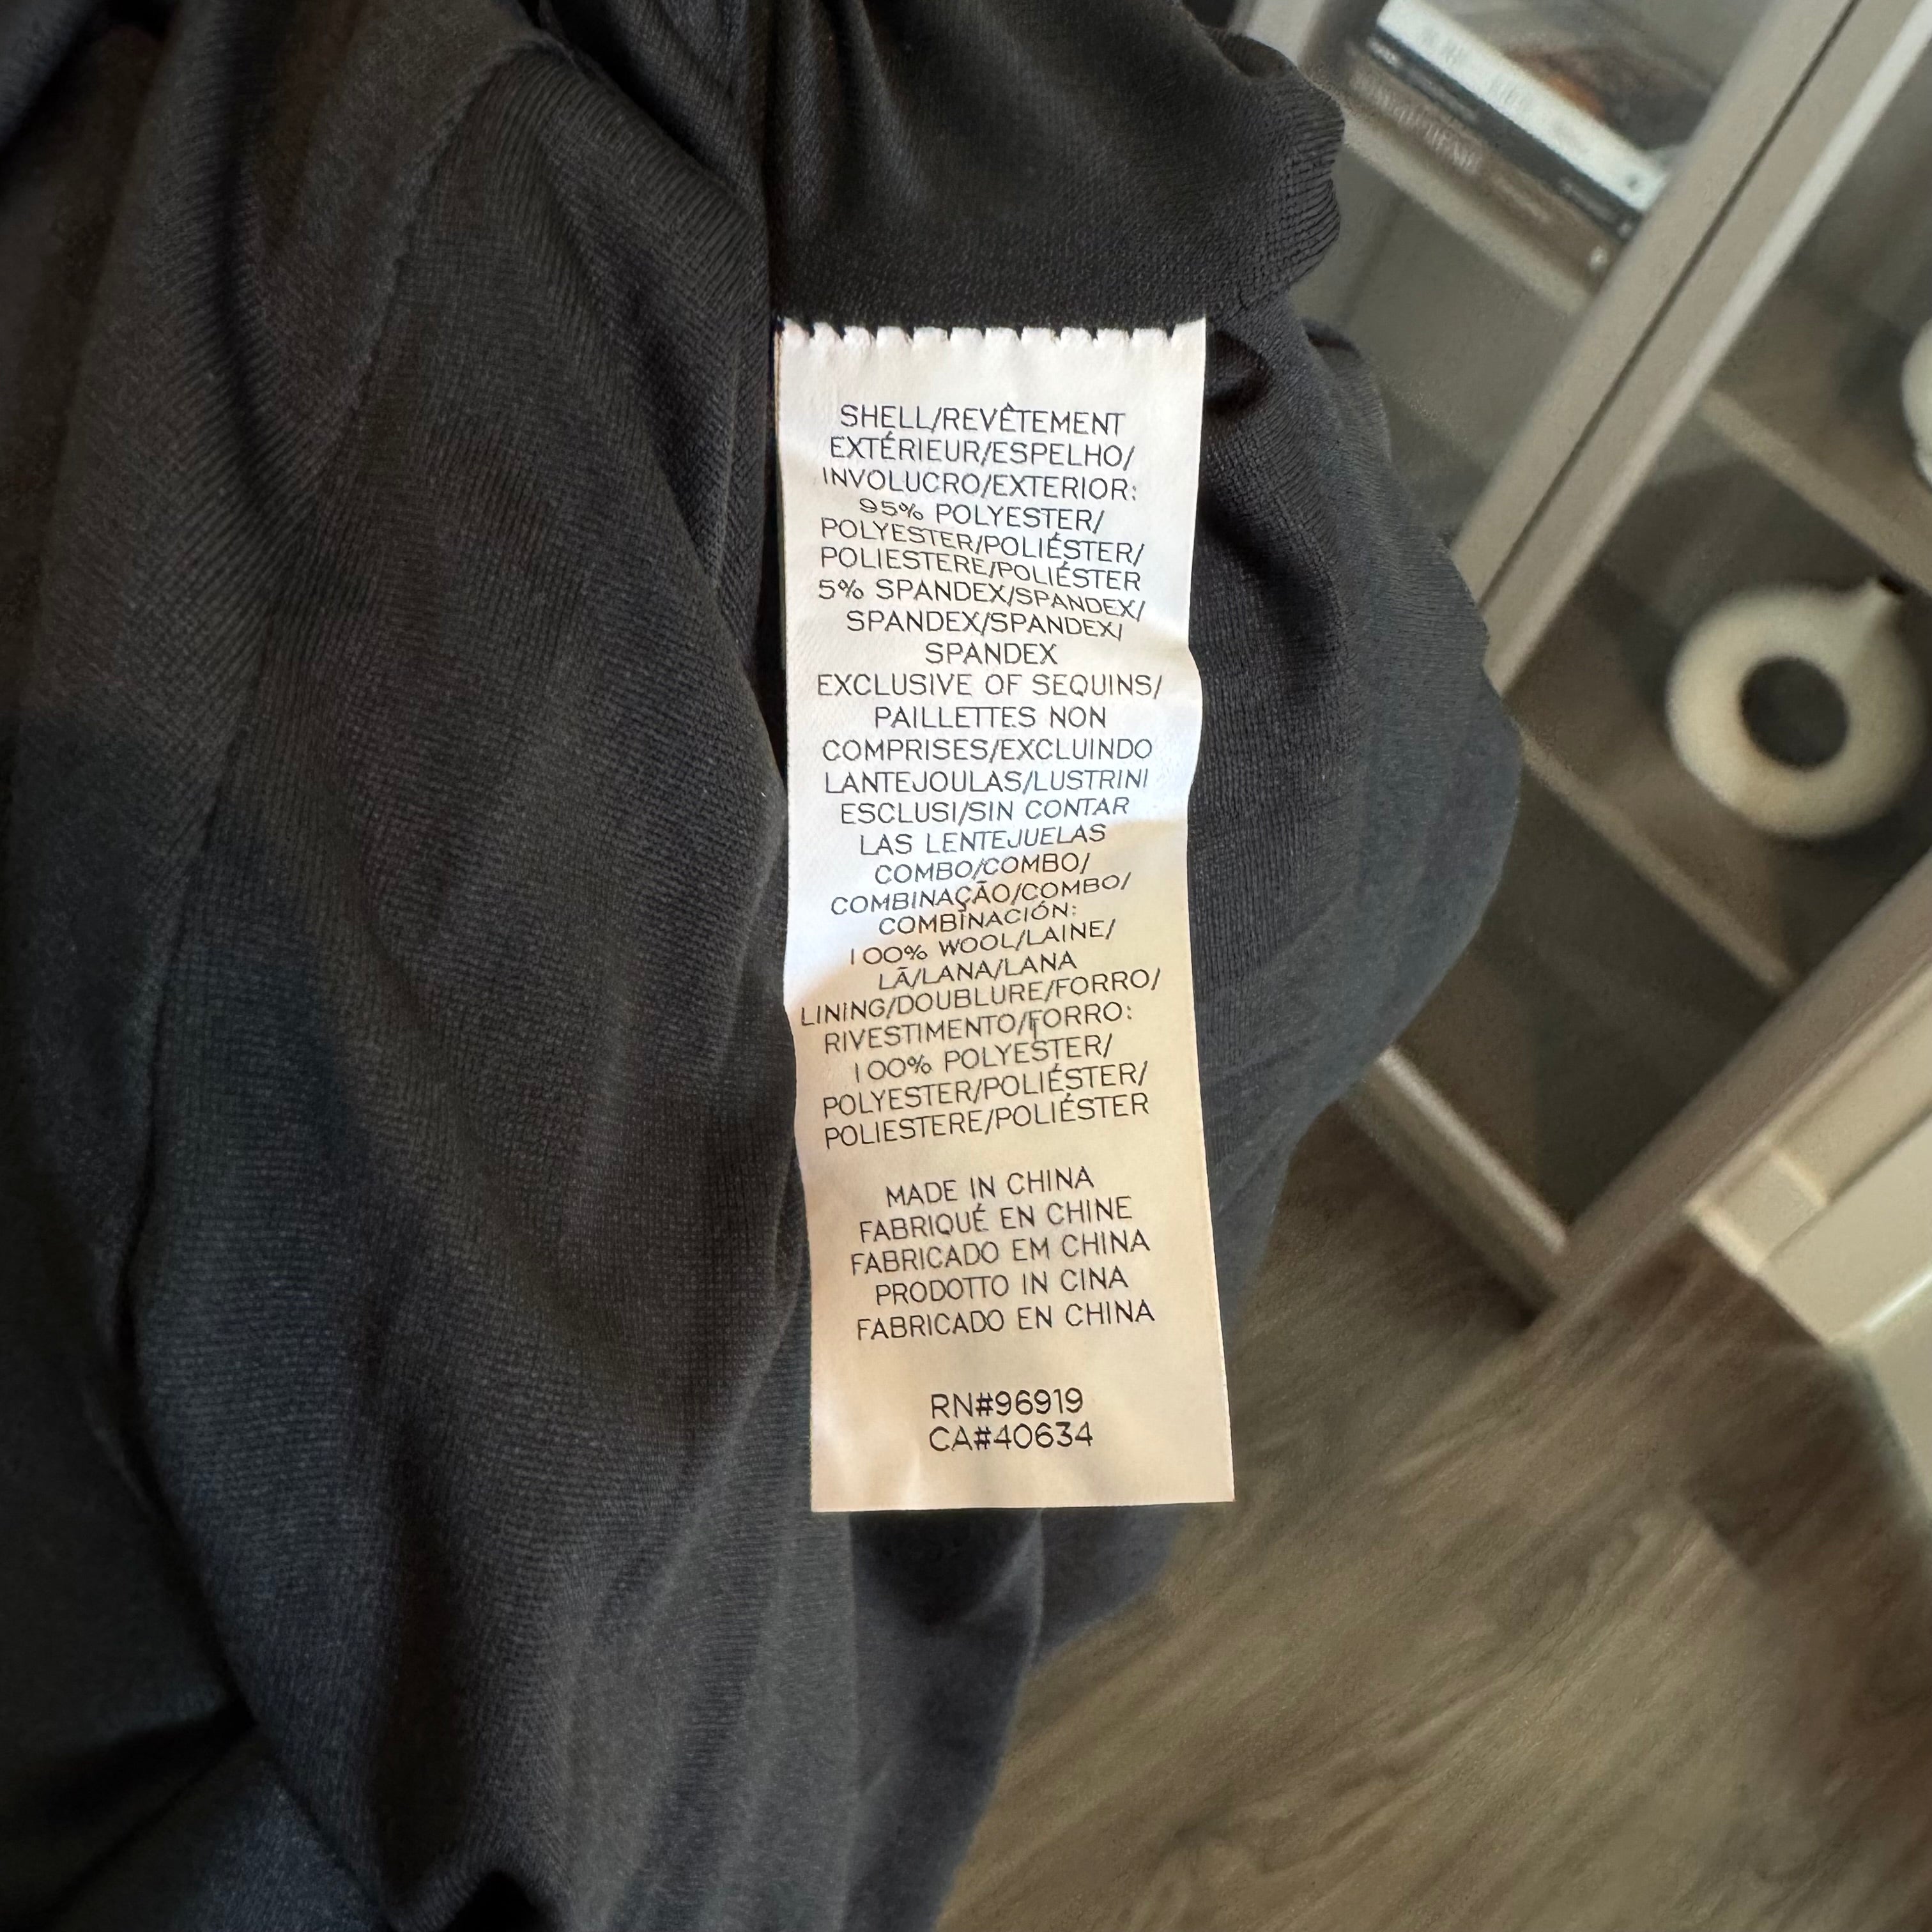 SHELL/REVÊTEMENT
EXTÉRIEUR/ESPELHO/
INVOLUCRO/EXTERIOR:
95% POLYESTER/
POLYESTER/POLIÉSTER/
POLIESTERE/POLIÉSTER
5% SPANDEX/SPANDEX/
SPANDEX/SPANDEX/
SPANDEX
EXCLUSIVE OF SEQUINS/
PAILLETTES NON
COMPRISES/EXCLUINDO
LANTEJOULAS/LUSTRINI
ESCLUSI/SIN CONTAR
LAS LENTEJUELAS
COMBO/COMBO/
COMBINAÇÃO/COMBO/
COMBINACIÓN:
100% WOOL/LAINE/
LÃ/LANA/LANA
LINING/DOUBLURE/FORRO/
RIVESTIMENTO/FORRO:
100% POLYESTER/
POLYESTER/POLIÉSTER/
POLIESTERE/POLIÉSTER
MADE IN CHINA
FABRIQUÉ EN CHINE
FABRICADO EM CHINA
PRODOTTO IN CINA
FABRICADO EN CHINA
RN#96919
CA#40634